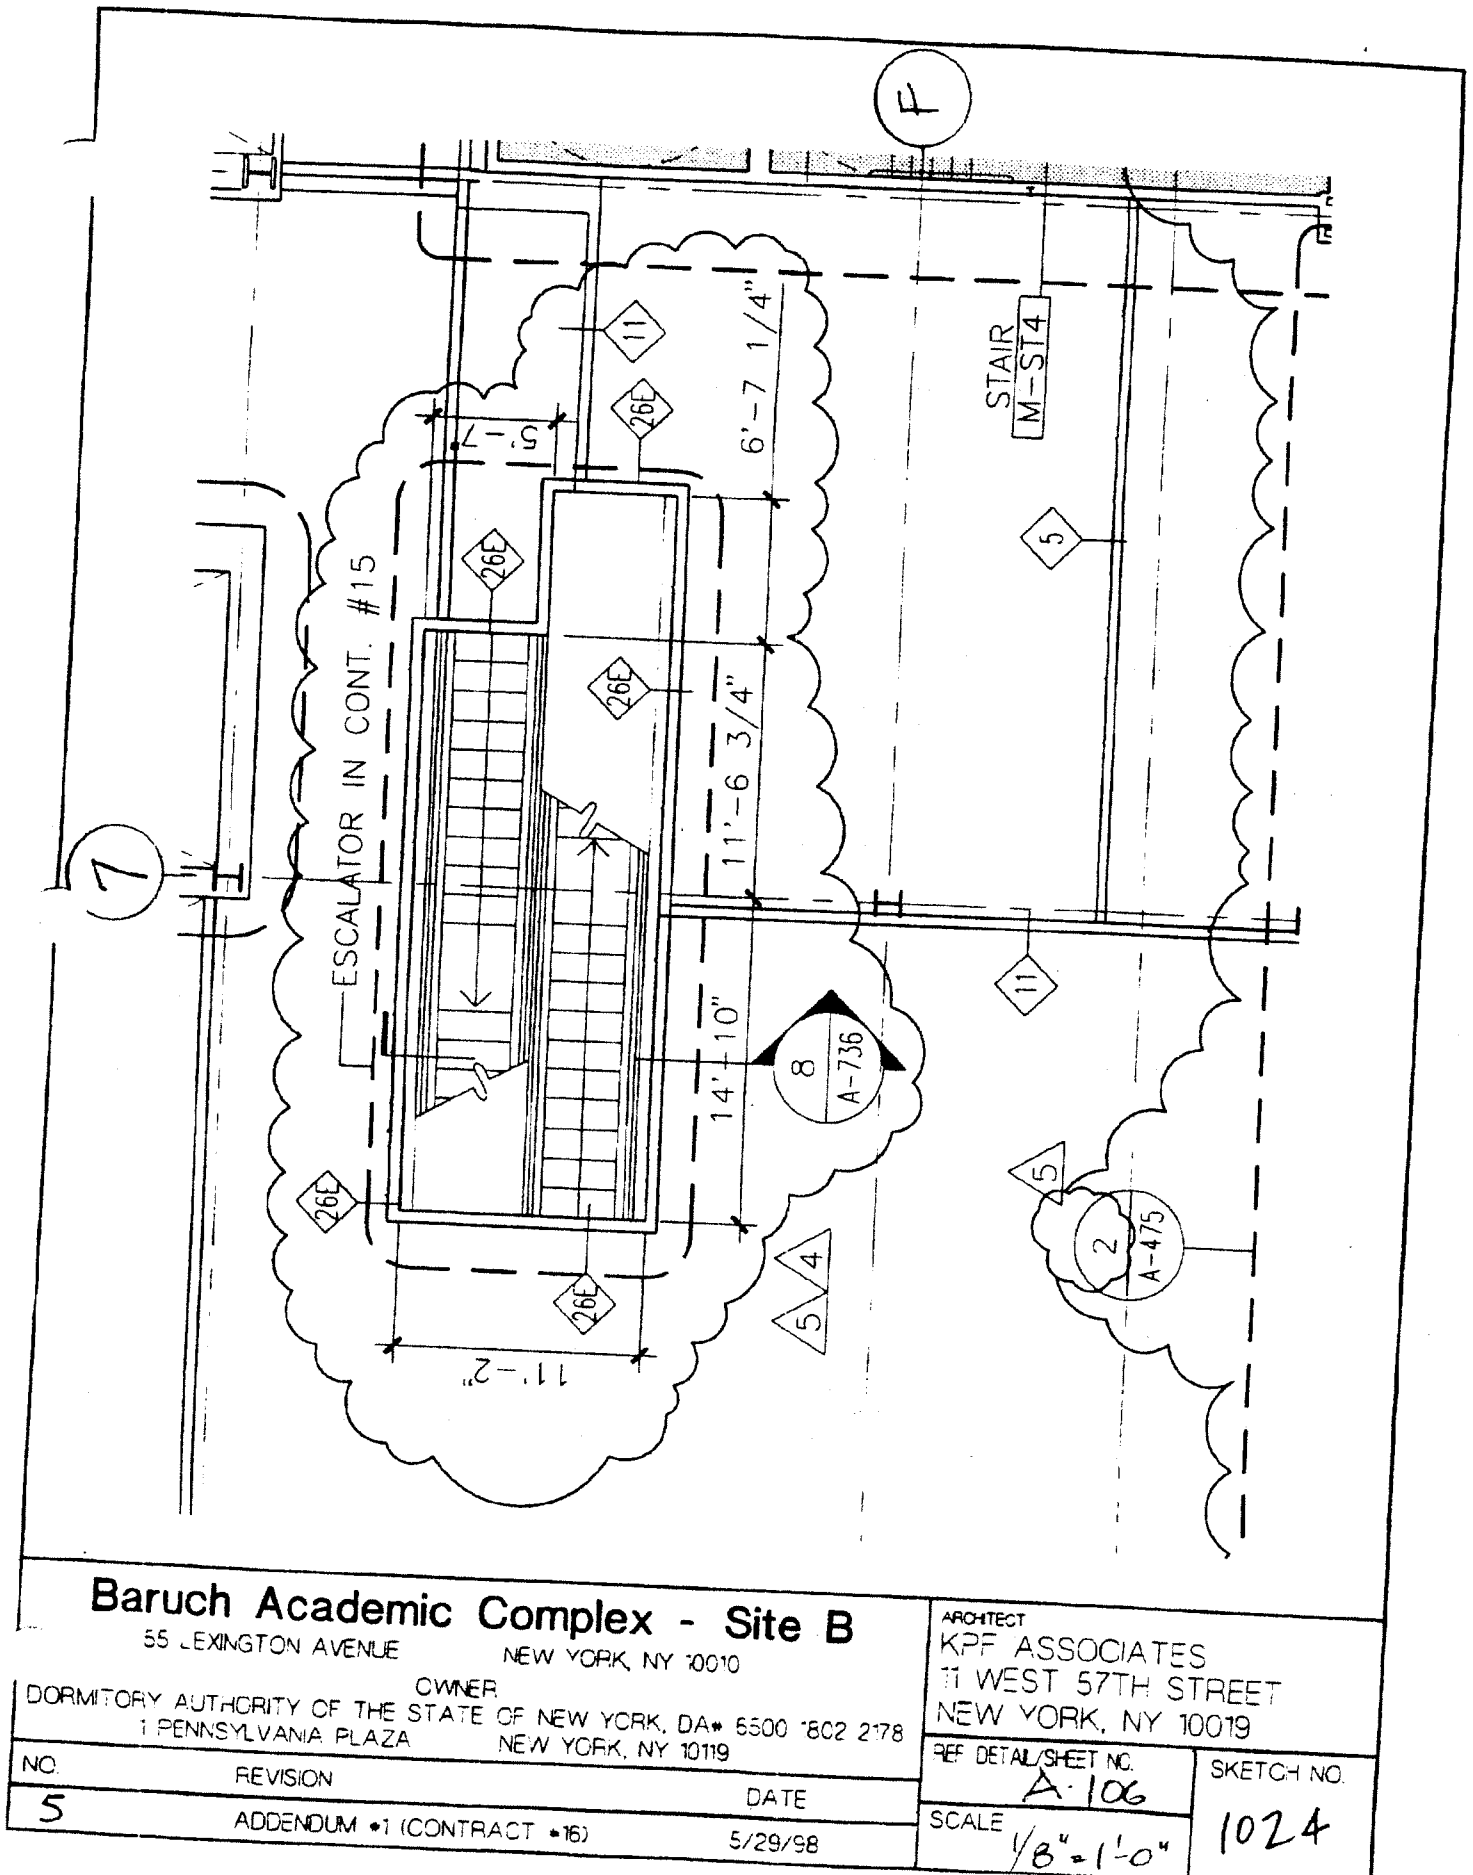 F
11
26E
6'-7 1/4"
STAIR
M-ST4
5'-7"
26E
5
ESCALATOR IN CONT. #15
26E
11'-6 3/4"
7
11
14'-10"
8
A-736
26E
5
2
A-475
4
5
26E
11'-2"
Baruch Academic Complex - Site B
55 LEXINGTON AVENUE NEW YORK, NY 10010
OWNER
DORMITORY AUTHORITY OF THE STATE OF NEW YORK, DA# 6500 1802 2178
1 PENNSYLVANIA PLAZA NEW YORK, NY 10119
NO. REVISION DATE
5 ADDENDUM #1 (CONTRACT #16) 5/29/98
ARCHITECT
KPF ASSOCIATES
11 WEST 57TH STREET
NEW YORK, NY 10019
REF DETAIL/SHEET NO.
A-106
SCALE 1/8"=1'-0"
SKETCH NO.
1024